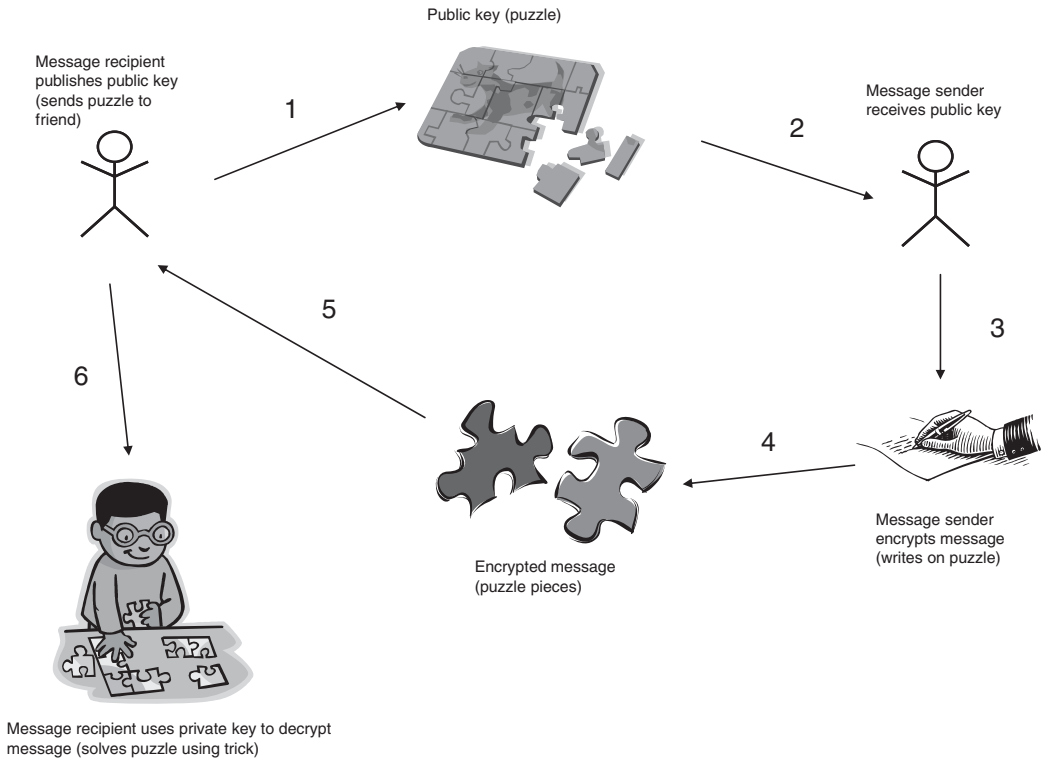 Public key (puzzle)
Message recipient
publishes public key
(sends puzzle to
friend)
1
2
Message sender
receives public key
3
Message sender
encrypts message
(writes on puzzle)
4
Encrypted message
(puzzle pieces)
5
6
Message recipient uses private key to decrypt
message (solves puzzle using trick)